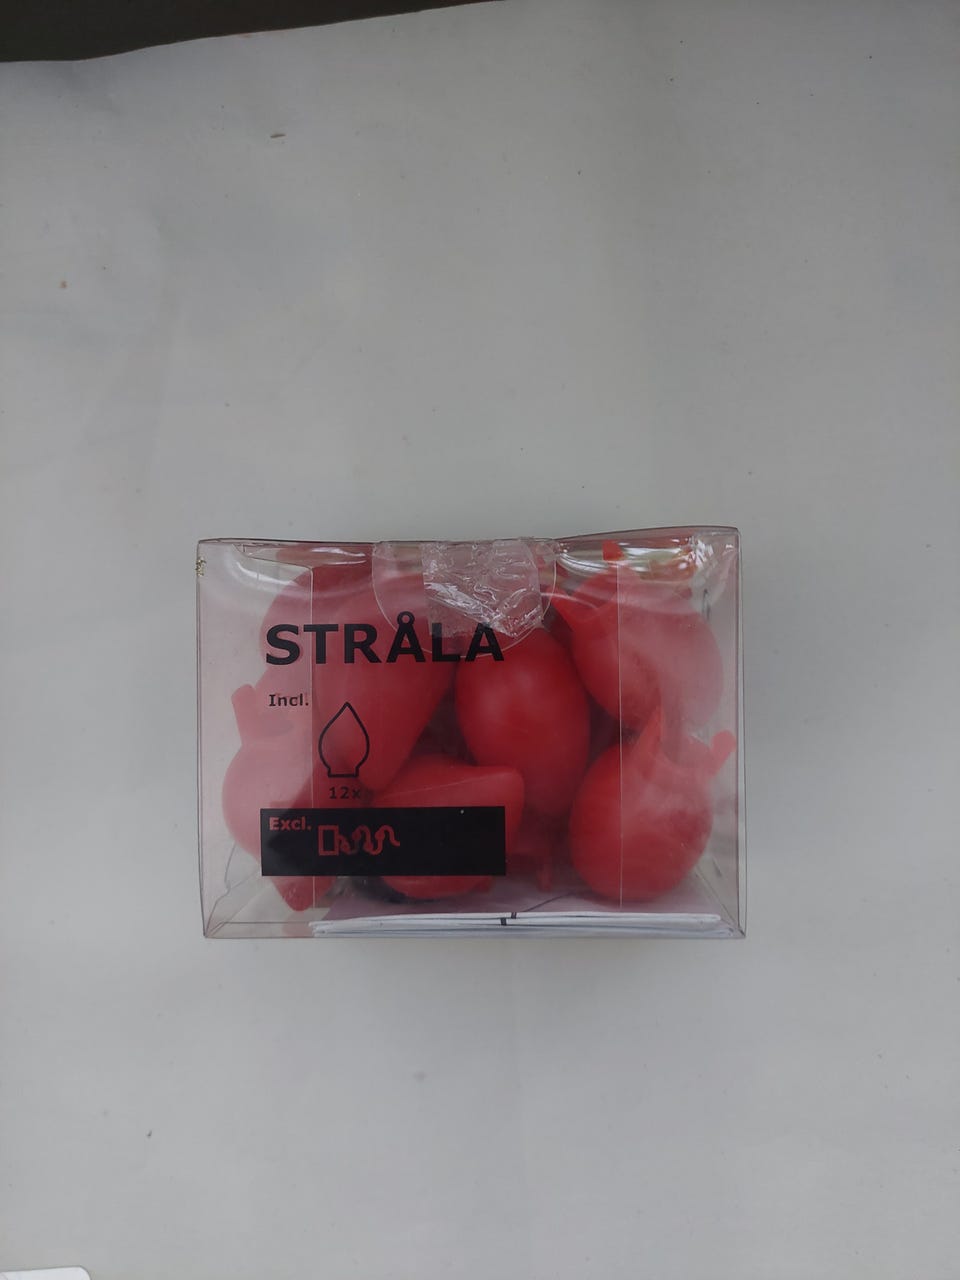 STRÅLA
Incl.
12x
Excl.